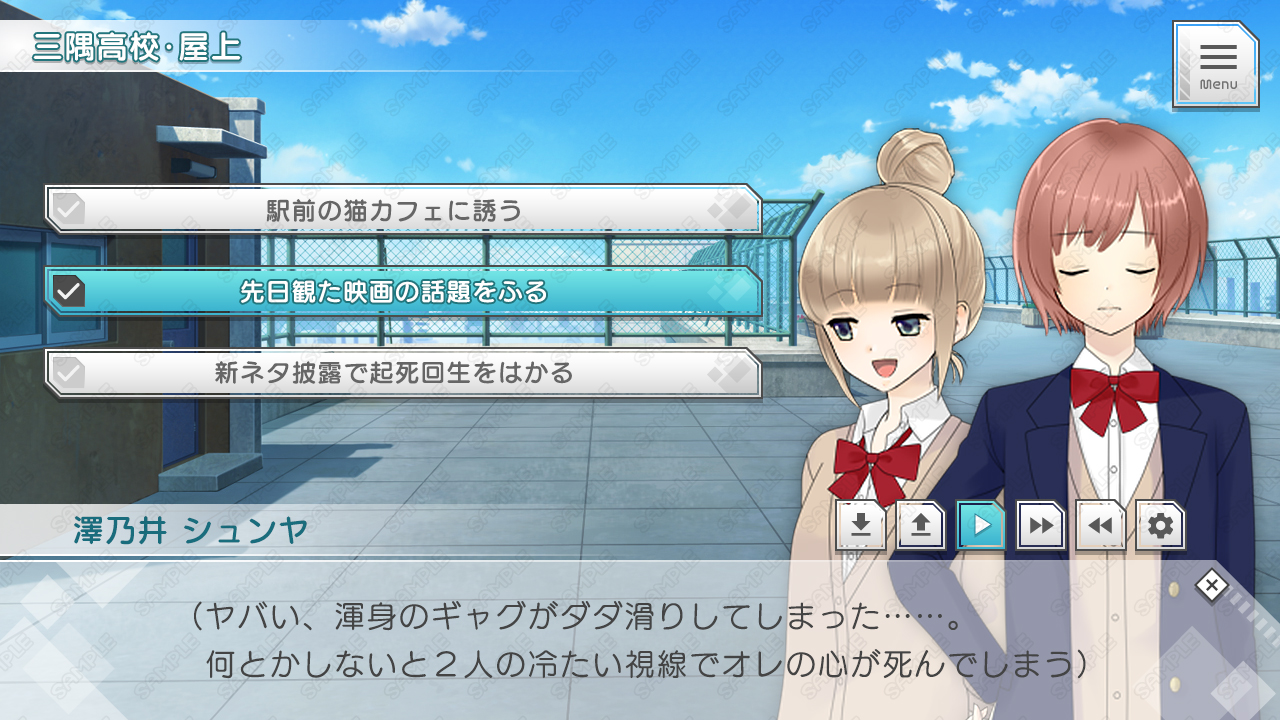 三隅高校・屋上
Menu
駅前の猫カフェに誘う
先日観た映画の話題をふる
新ネタ披露で起死回生をはかる
澤乃井 シュンヤ
（ヤバい、渾身のギャグがダダ滑りしてしまった……。
何とかしないと２人の冷たい視線でオレの心が死んでしまう）
SAMPLE